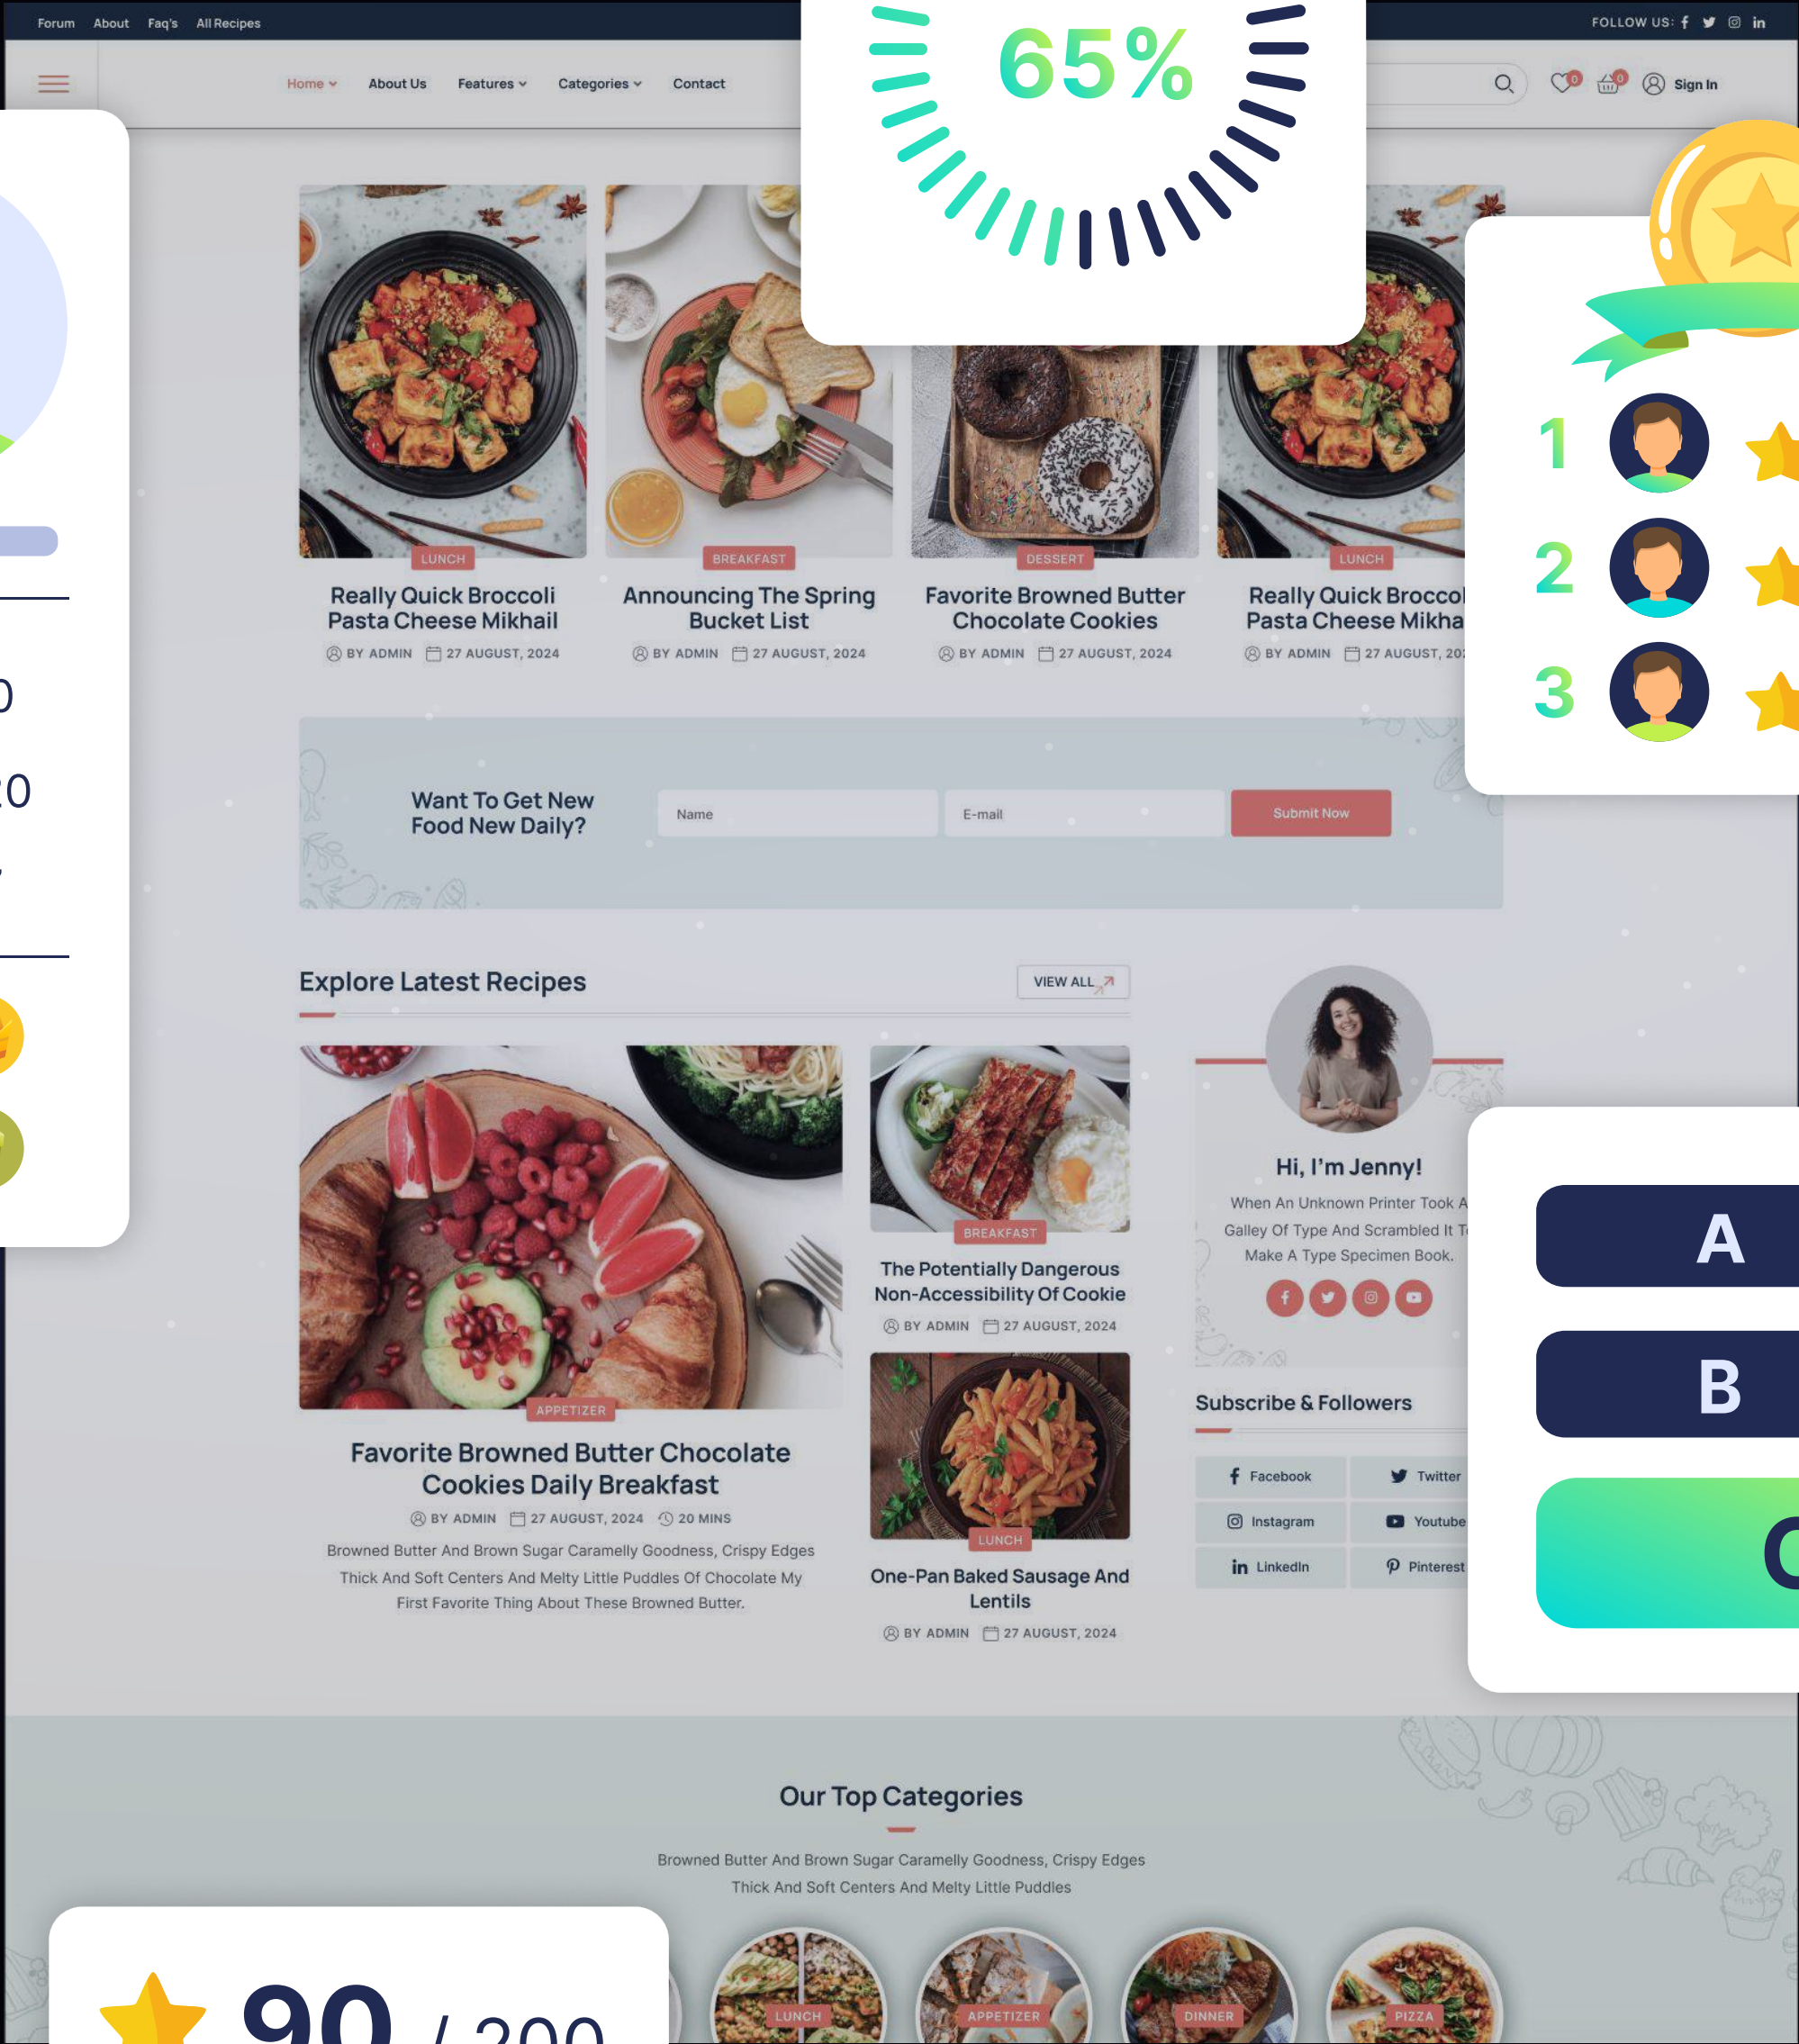 Forum About Faq's All Recipes
FOLLOW US:
65%
Home About Us Features Categories Contact
0 0 Sign In
LUNCH
Really Quick Broccoli
Pasta Cheese Mikhail
BY ADMIN 27 AUGUST, 2024
BREAKFAST
Announcing The Spring
Bucket List
BY ADMIN 27 AUGUST, 2024
DESSERT
Favorite Browned Butter
Chocolate Cookies
BY ADMIN 27 AUGUST, 2024
LUNCH
Really Quick
Pasta Cheese
BY ADMIN 27 AUGUST,
1
2
3
Want To Get New
Food New Daily?
Name
E-mail
Submit Now
Explore Latest Recipes
VIEW ALL
APPETIZER
Favorite Browned Butter Chocolate
Cookies Daily Breakfast
BY ADMIN 27 AUGUST, 2024 20 MINS
Browned Butter And Brown Sugar Caramelly Goodness, Crispy Edges
Thick And Soft Centers And Melty Little Puddles Of Chocolate My
First Favorite Thing About These Browned Butter.
BREAKFAST
The Potentially Dangerous
Non-Accessibility Of Cookie
BY ADMIN 27 AUGUST, 2024
LUNCH
One-Pan Baked Sausage And
Lentils
BY ADMIN 27 AUGUST, 2024
Hi, I'm Jenny!
When An Unknown Printer Took A
Galley Of Type And Scrambled It
Make A Type Specimen Book.
Subscribe & Followers
Facebook Twitter
Instagram Youtube
LinkedIn Pinterest
A
B
Our Top Categories
Browned Butter And Brown Sugar Caramelly Goodness, Crispy Edges
Thick And Soft Centers And Melty Little Puddles
90 / 200
LUNCH
APPETIZER
DINNER
PIZZA